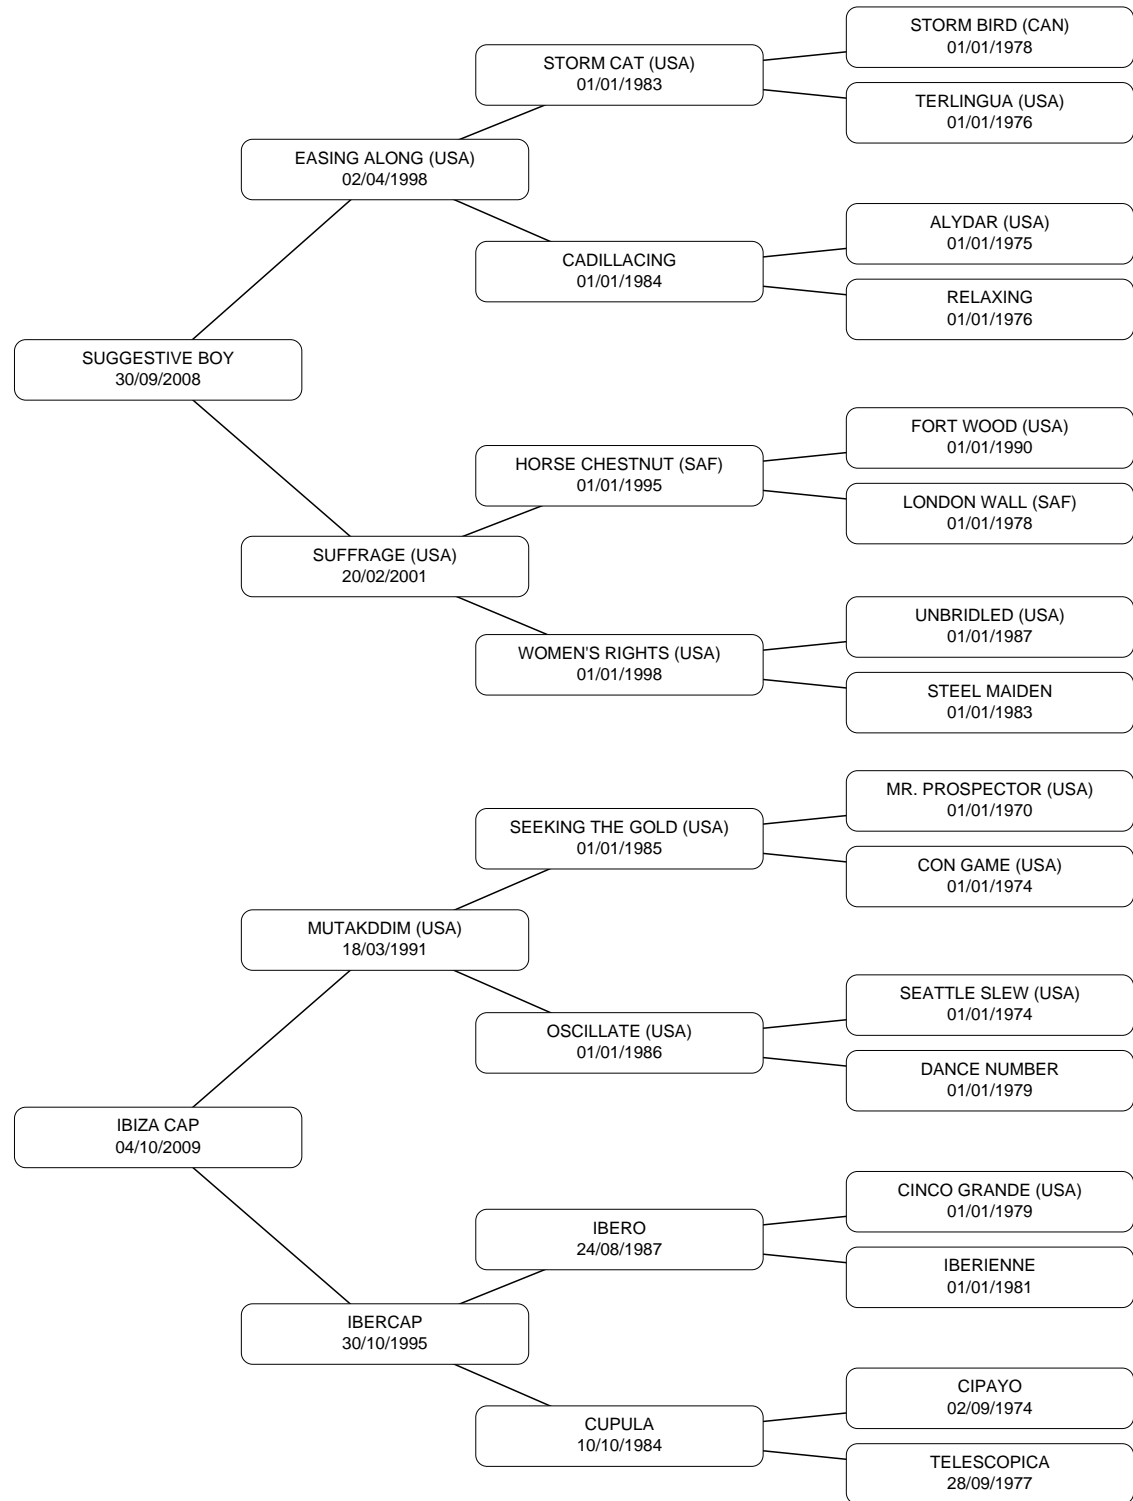 STORM BIRD (CAN)
01/01/1978
STORM CAT (USA)
01/01/1983
TERLINGUA (USA)
01/01/1976
EASING ALONG (USA)
02/04/1998
ALYDAR (USA)
01/01/1975
CADILLACING
01/01/1984
RELAXING
01/01/1976
SUGGESTIVE BOY
30/09/2008
FORT WOOD (USA)
01/01/1990
HORSE CHESTNUT (SAF)
01/01/1995
LONDON WALL (SAF)
01/01/1978
SUFFRAGE (USA)
20/02/2001
UNBRIDLED (USA)
01/01/1987
WOMEN'S RIGHTS (USA)
01/01/1998
STEEL MAIDEN
01/01/1983
MR. PROSPECTOR (USA)
01/01/1970
SEEKING THE GOLD (USA)
01/01/1985
CON GAME (USA)
01/01/1974
MUTAKDDIM (USA)
18/03/1991
SEATTLE SLEW (USA)
01/01/1974
OSCILLATE (USA)
01/01/1986
DANCE NUMBER
01/01/1979
IBIZA CAP
04/10/2009
CINCO GRANDE (USA)
01/01/1979
IBERO
24/08/1987
IBERIENNE
01/01/1981
IBERCAP
30/10/1995
CIPAYO
02/09/1974
CUPULA
10/10/1984
TELESCOPICA
28/09/1977